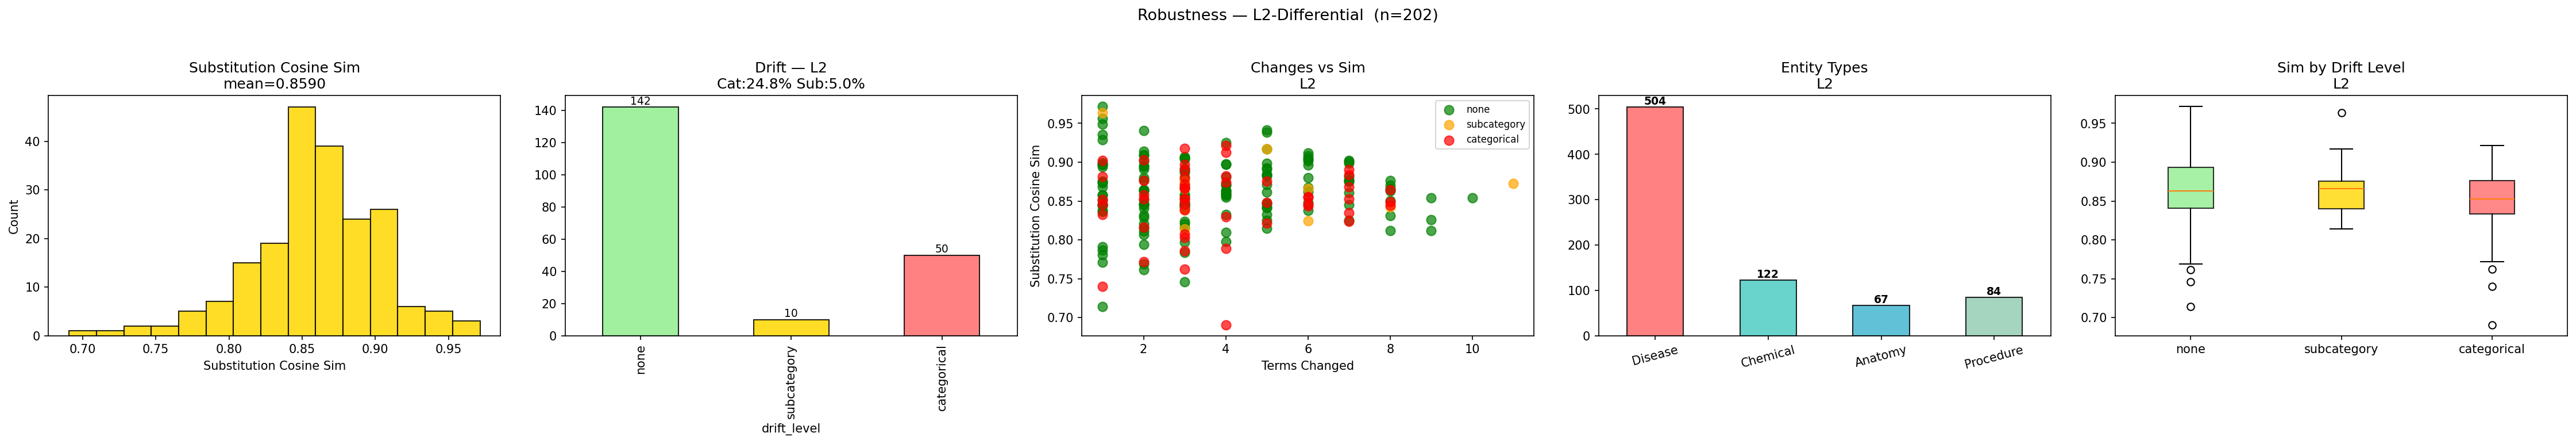 Robustness — L2-Differential  (n=202)
Substitution Cosine Sim
mean=0.8590
Count
40
30
20
10
0
0.70 0.75 0.80 0.85 0.90 0.95
Substitution Cosine Sim
Drift — L2
Cat:24.8% Sub:5.0%
140
120
100
80
60
40
20
0
142
10
50
none
subcategory
categorical
drift_level
Changes vs Sim
L2
Substitution Cosine Sim
0.95
0.90
0.85
0.80
0.75
0.70
none
subcategory
categorical
2 4 6 8 10
Terms Changed
Entity Types
L2
500
400
300
200
100
0
504
122
67
84
Disease
Chemical
Anatomy
Procedure
Sim by Drift Level
L2
0.95
0.90
0.85
0.80
0.75
0.70
none subcategory categorical